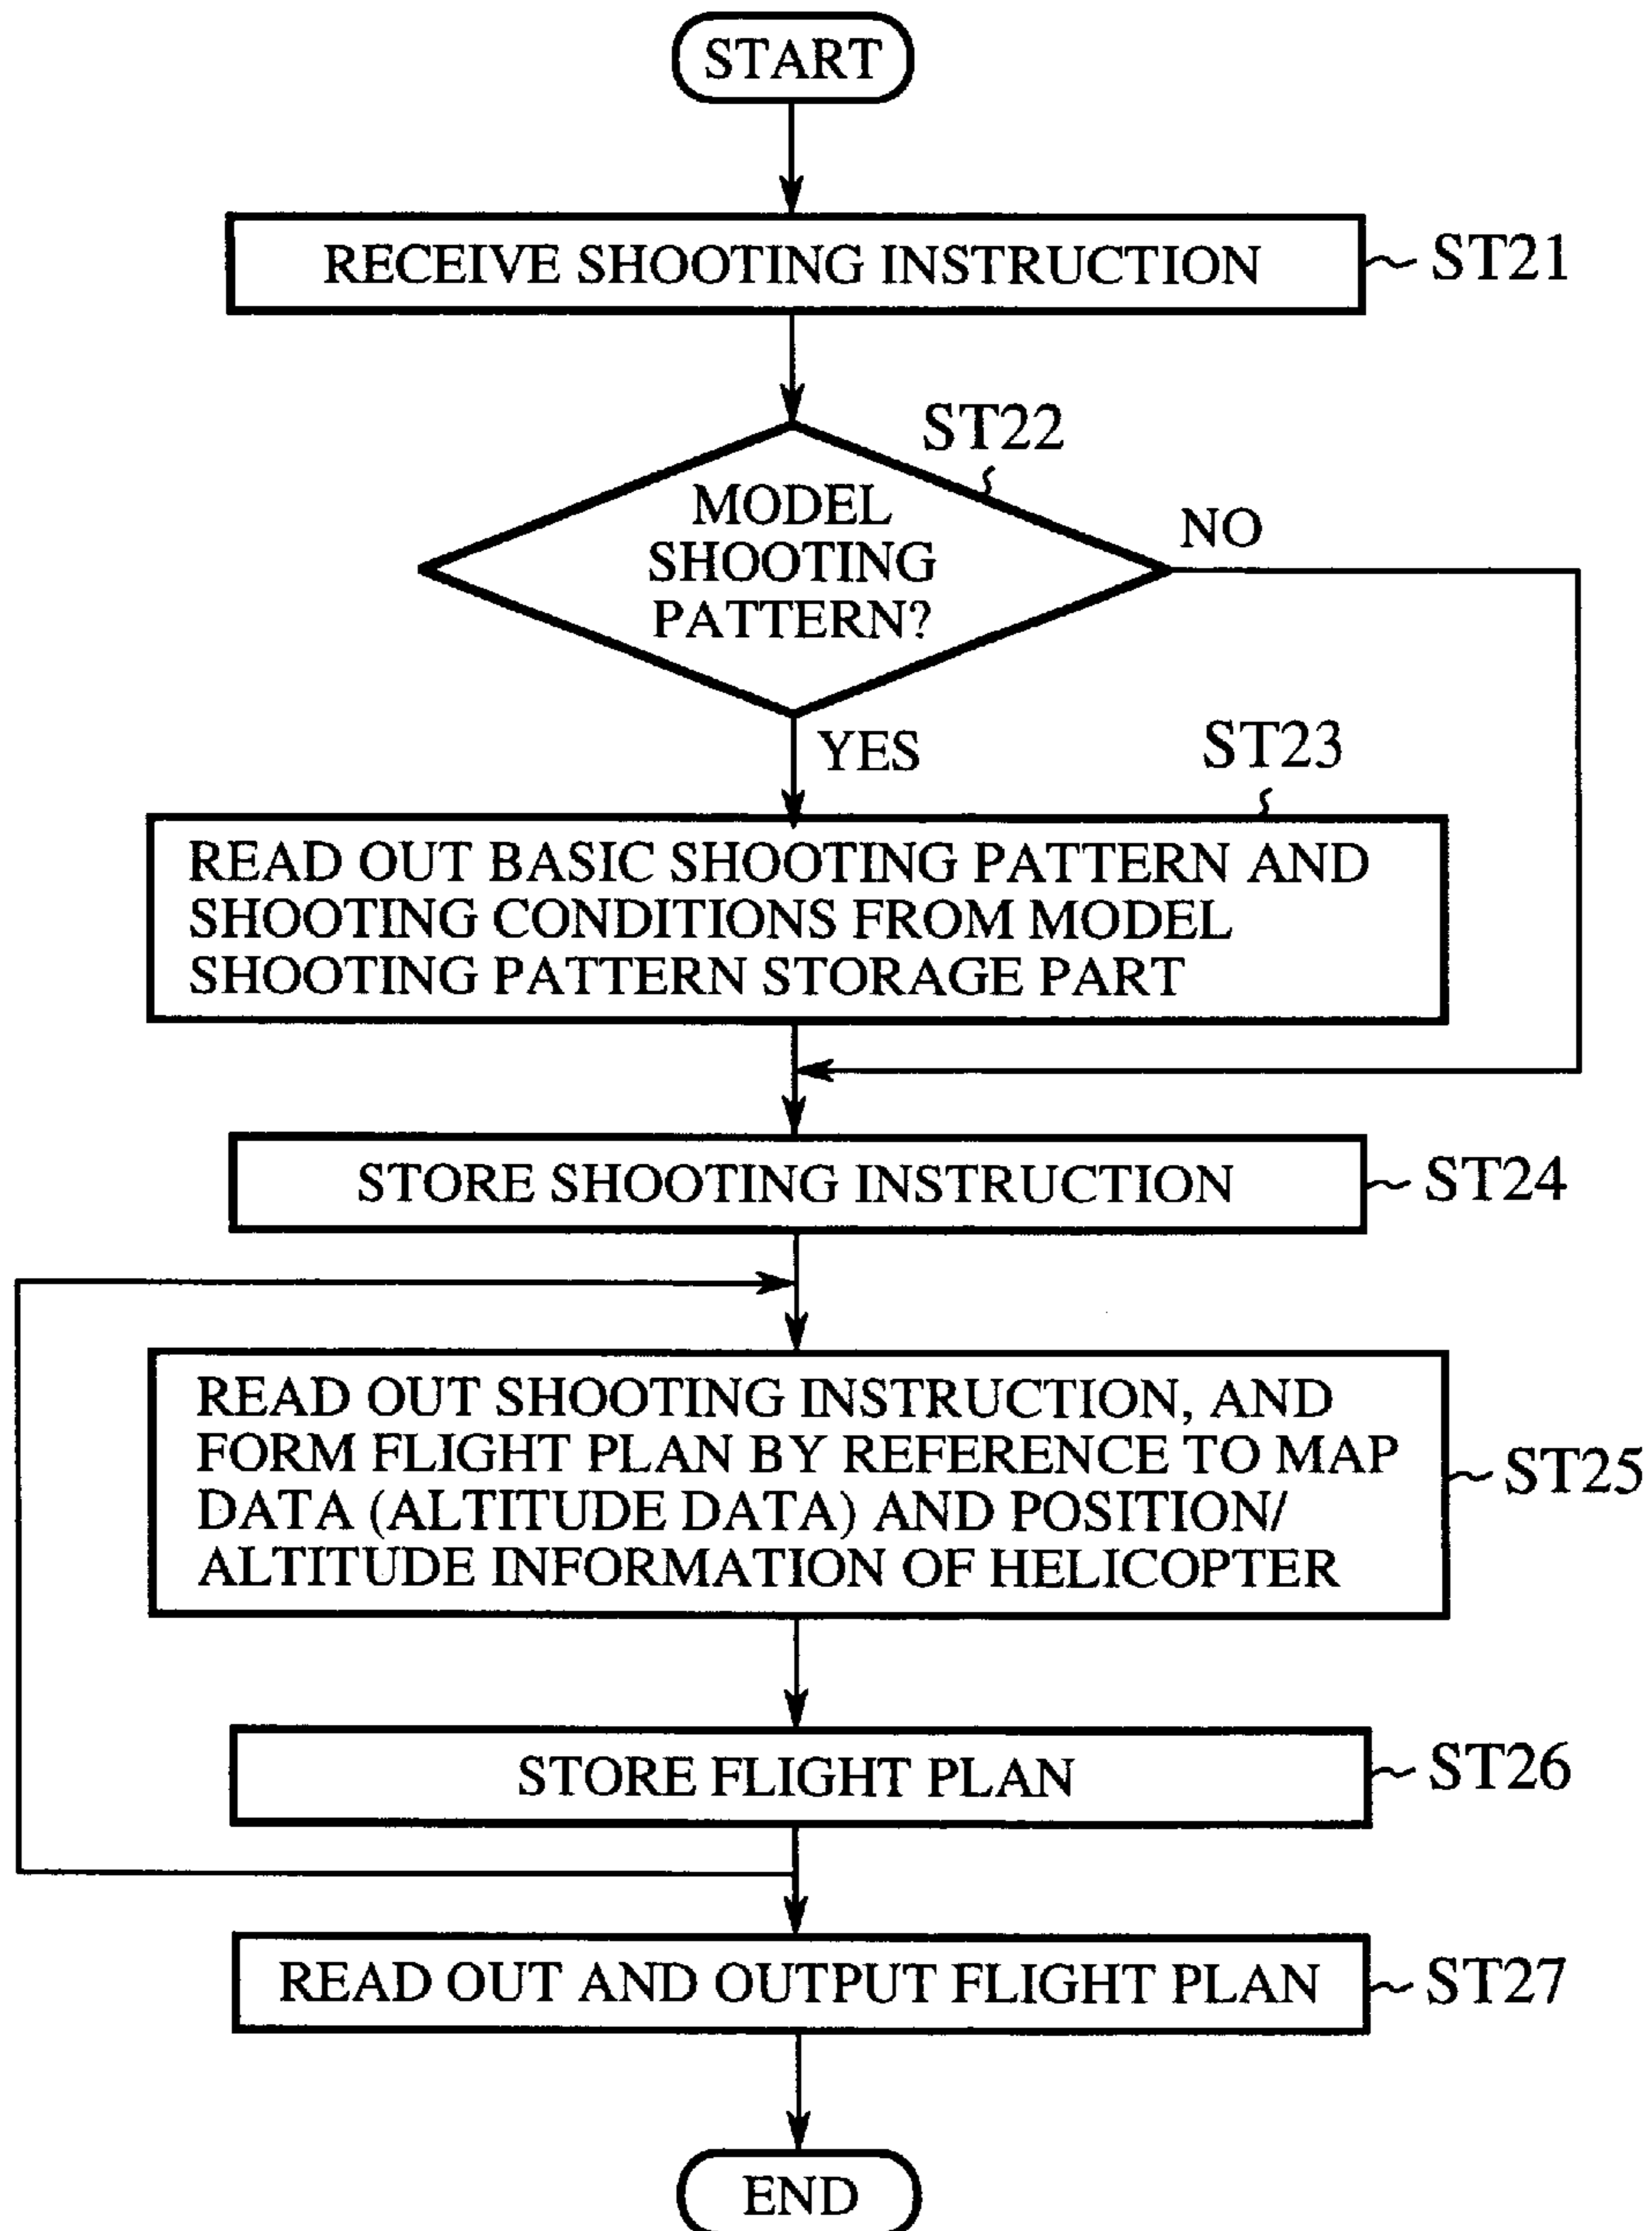 START
RECEIVE SHOOTING INSTRUCTION
ST21
ST22
MODEL
SHOOTING
PATTERN?
NO
YES
ST23
READ OUT BASIC SHOOTING PATTERN AND
SHOOTING CONDITIONS FROM MODEL
SHOOTING PATTERN STORAGE PART
STORE SHOOTING INSTRUCTION
ST24
READ OUT SHOOTING INSTRUCTION, AND
FORM FLIGHT PLAN BY REFERENCE TO MAP
DATA (ALTITUDE DATA) AND POSITION/
ALTITUDE INFORMATION OF HELICOPTER
ST25
STORE FLIGHT PLAN
ST26
READ OUT AND OUTPUT FLIGHT PLAN
ST27
END